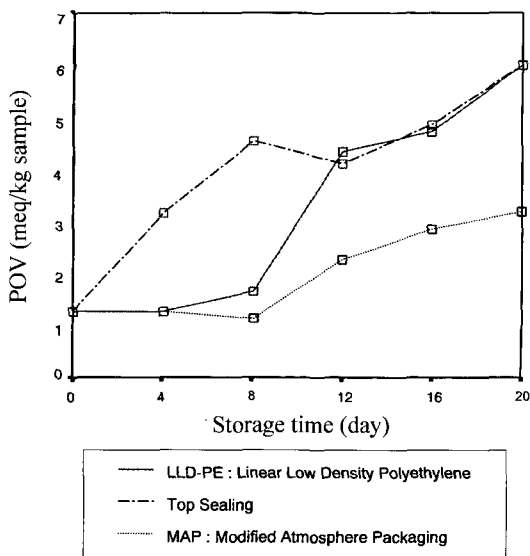 7
6
5
4
3
2
1
0
POV (meq/kg sample)
0 4 8 12 16 20
Storage time (day)
LLD-PE : Linear Low Density Polyethylene
Top Sealing
MAP : Modified Atmosphere Packaging